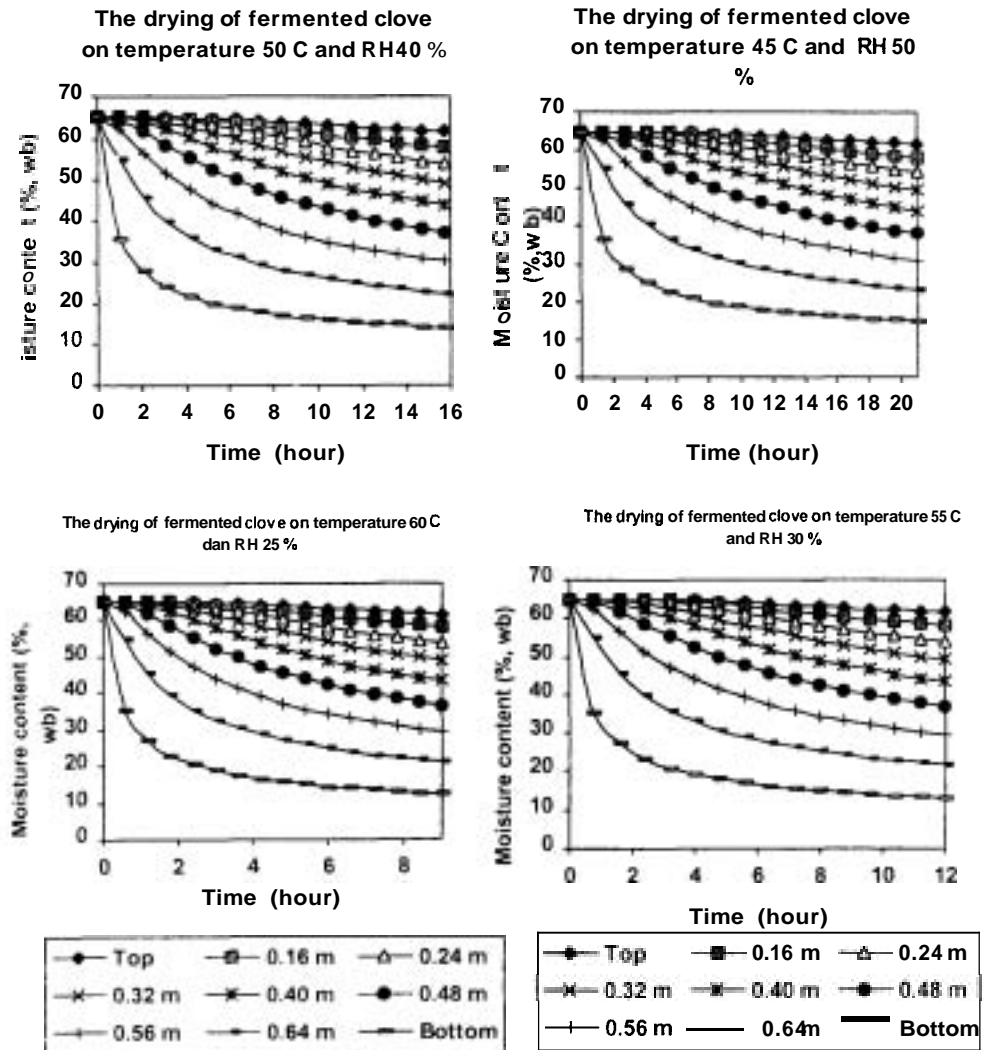 The drying of fermented clove
on temperature 50 C and RH40 %
70
60
50
40
30
20
10
0
isture conte t (%, wb)
0 2 4 6 8 10 12 14 16
Time (hour)
The drying of fermented clove
on temperature 45 C and RH 50
%
70
60
50
40
30
20
10
0
Moisture Cort t
(%,wb)
0 2 4 6 8 10 12 14 16 18 20
Time (hour)
The drying of fermented clove on temperature 60 C
dan RH 25 %
70
60
50
40
30
20
10
0
Moisture content (%,
wb)
0 2 4 6 8
Time (hour)
The drying of fermented clove on temperature 55 C
and RH 30 %
70
60
50
40
30
20
10
0
Moisture content (%, wb)
0 2 4 6 8 10 12
Time (hour)
Top 0.16 m 0.24 m
0.32 m 0.40 m 0.48 m
0.56 m 0.64 m Bottom
Top 0.16 m 0.24 m
0.32 m 0.40 m 0.48 m
0.56 m 0.64m Bottom